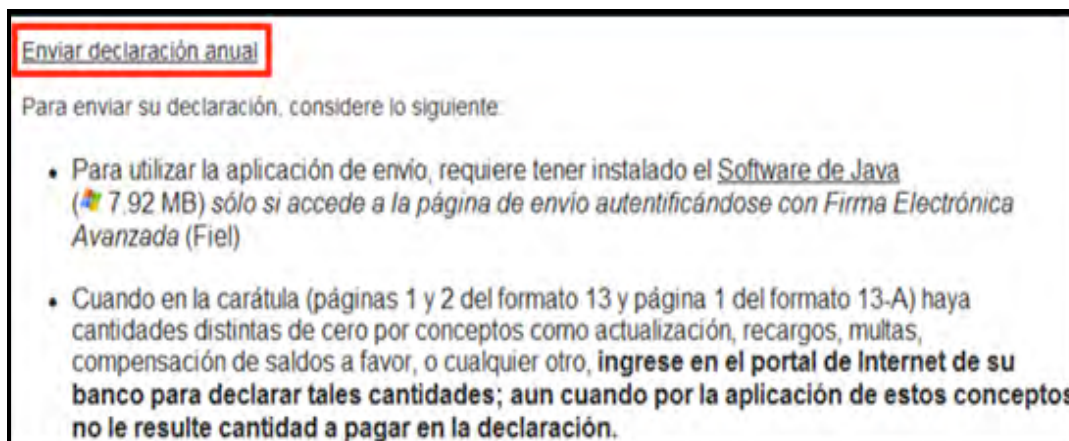 Enviar declaración anual
Para enviar su declaración, considere lo siguiente:
• Para utilizar la aplicación de envío, requiere tener instalado el Software de Java
( 7.92 MB) sólo si accede a la página de envío autentificándose con Firma Electrónica
Avanzada (Fiel)
• Cuando en la carátula (páginas 1 y 2 del formato 13 y página 1 del formato 13-A) haya
cantidades distintas de cero por conceptos como actualización, recargos, multas,
compensación de saldos a favor, o cualquier otro, ingrese en el portal de Internet de su
banco para declarar tales cantidades; aun cuando por la aplicación de estos conceptos
no le resulte cantidad a pagar en la declaración.